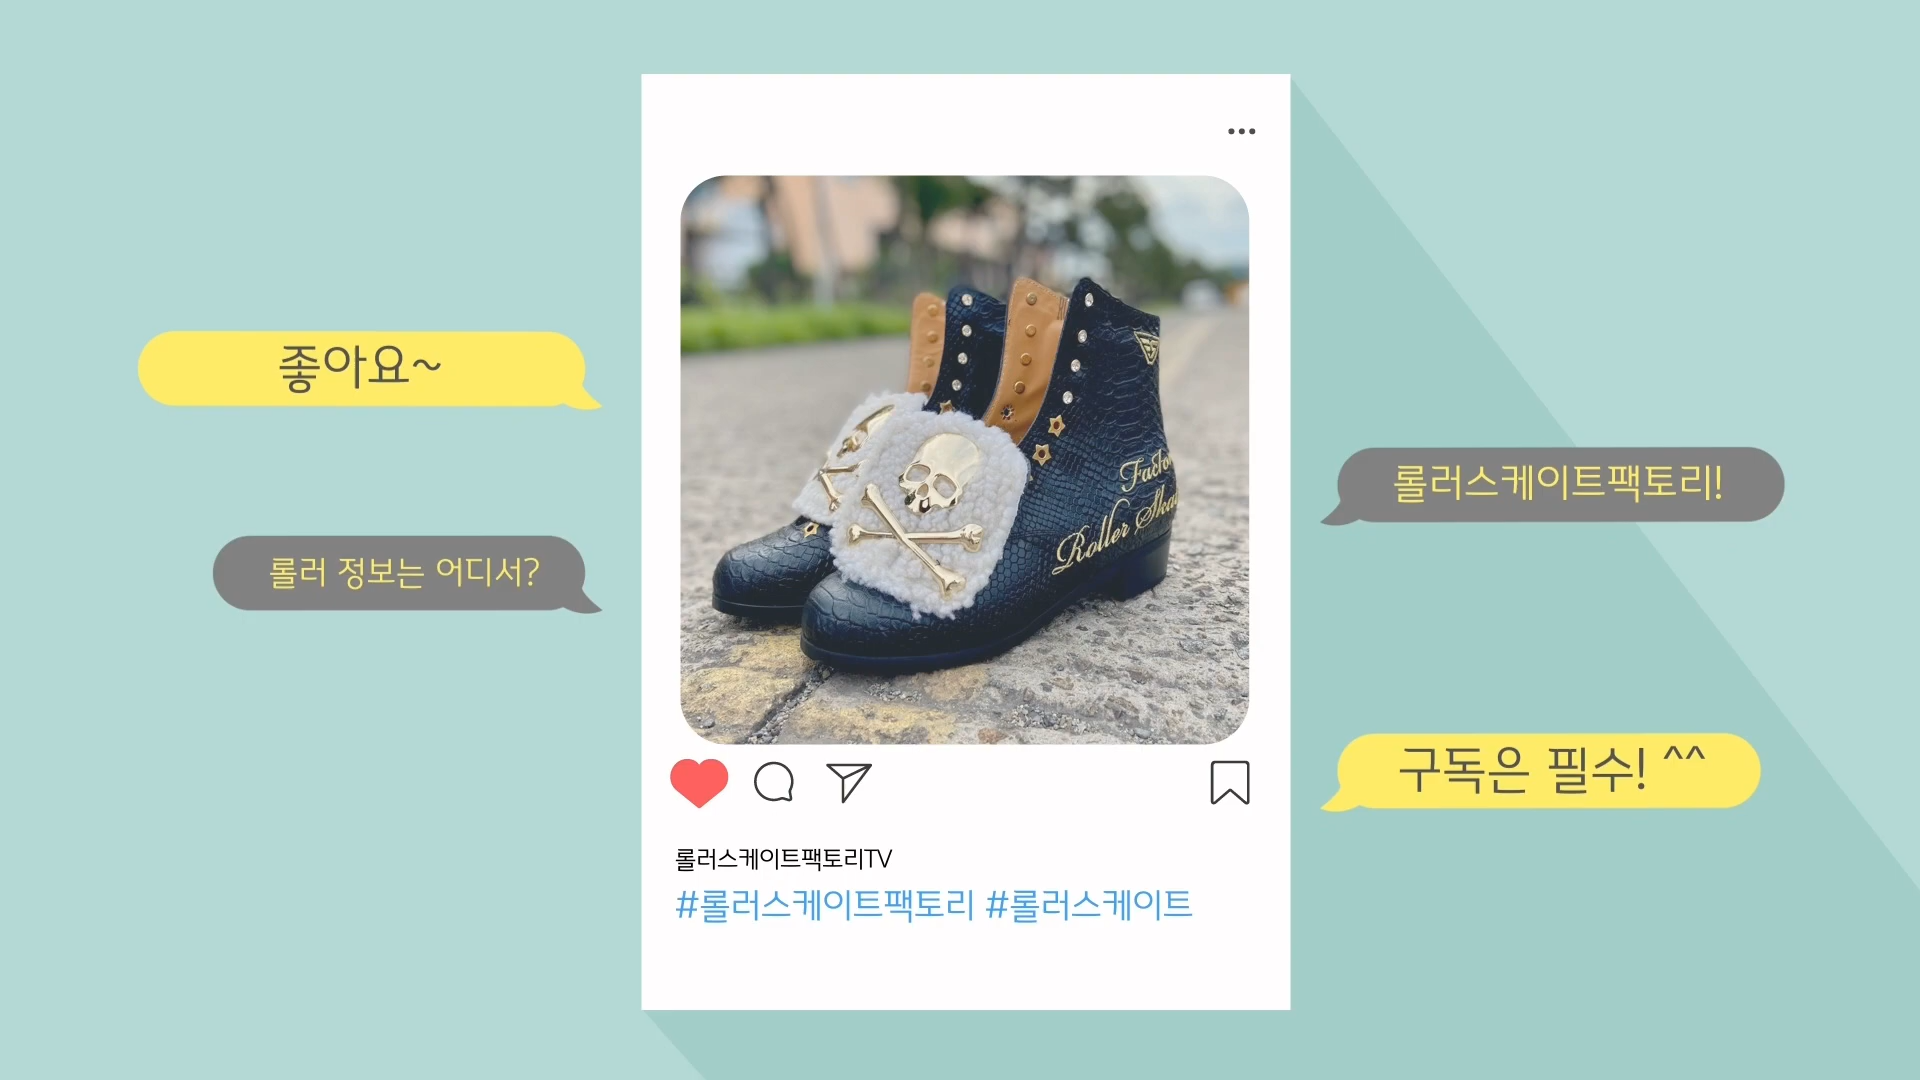 좋아요~
롤러스케이트팩토리!
롤러 정보는 어디서?
구독은 필수! ^^
Roller
롤러스케이트팩토리TV
#롤러스케이트팩토리 #롤러스케이트